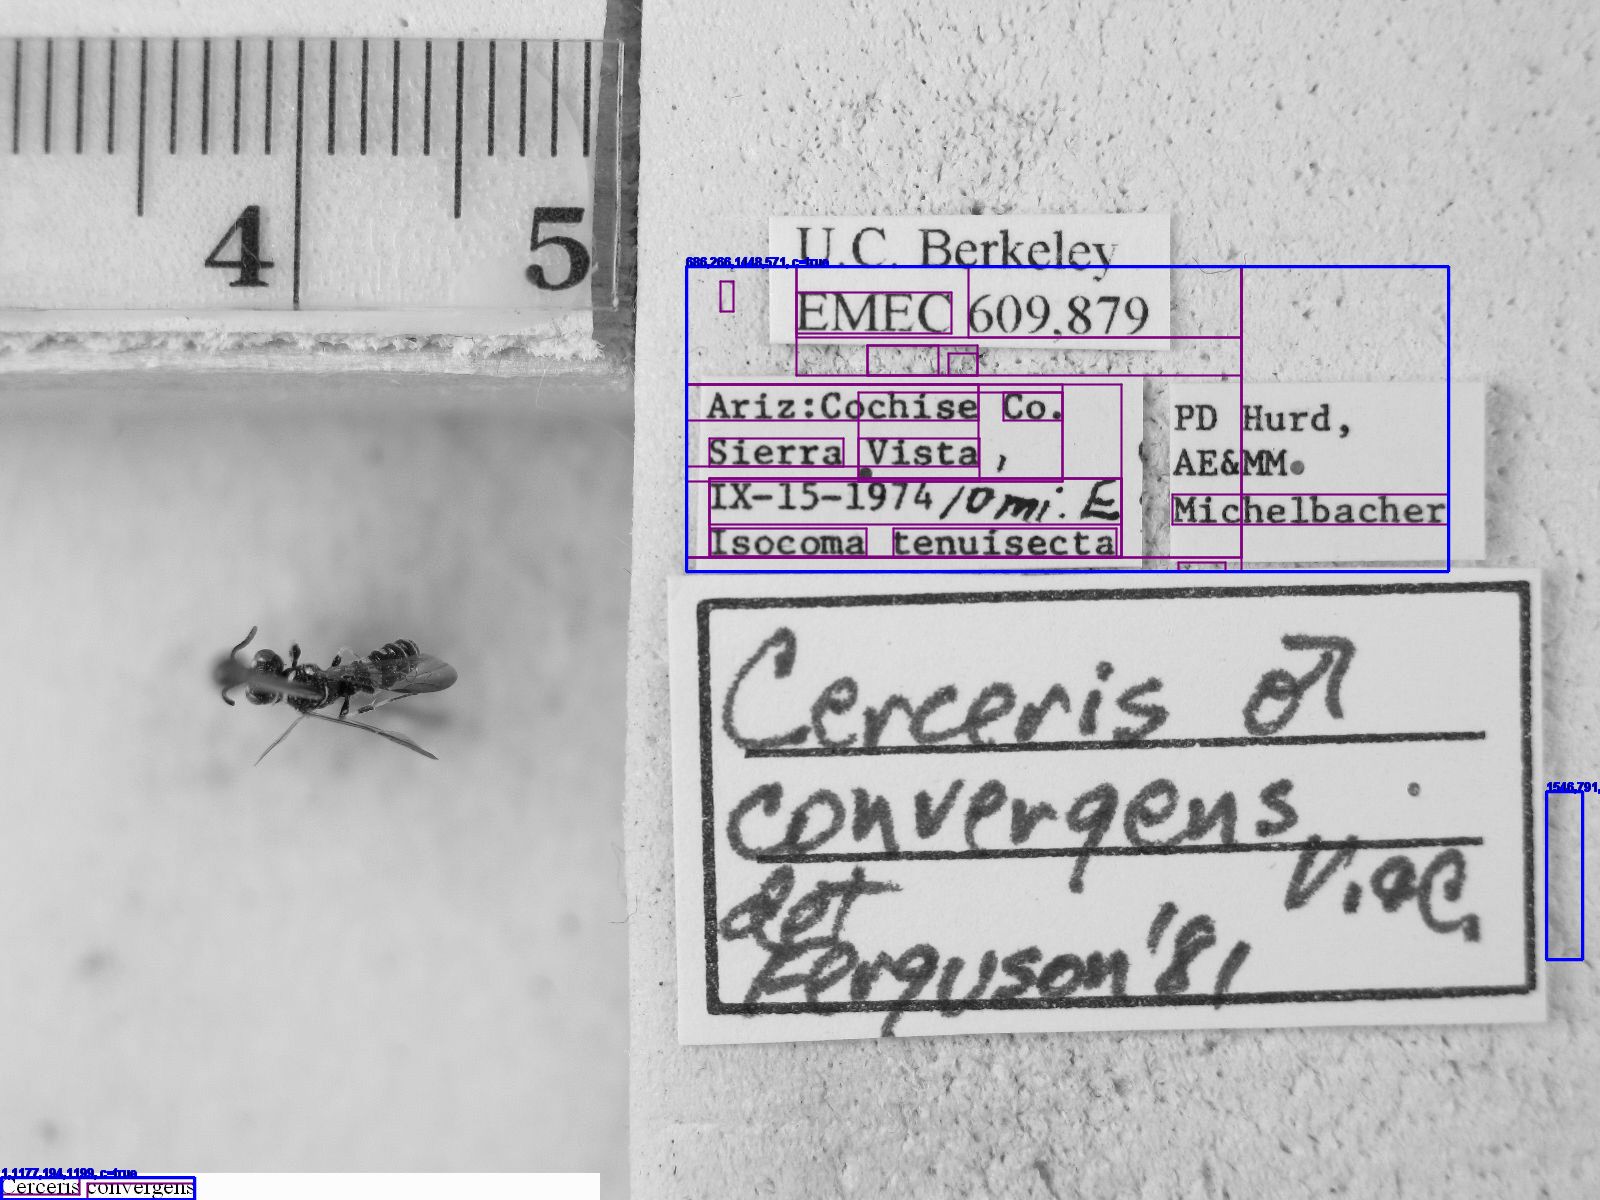 4 5
U.C. Berkeley
EMEC 609,879
686,266,1448,571, c=true
Ariz:Cochise Co.
Sierra Vista,
IX-15-1974 10 mi. E
Isocoma tenuisecta
PD Hurd,
AE&MM
Michelbacher
Cerceris ♂
convergens
V.&C.
det
Ferguson '81
1546,791,
1,1177,194,1199, c=true
Cerceris convergens